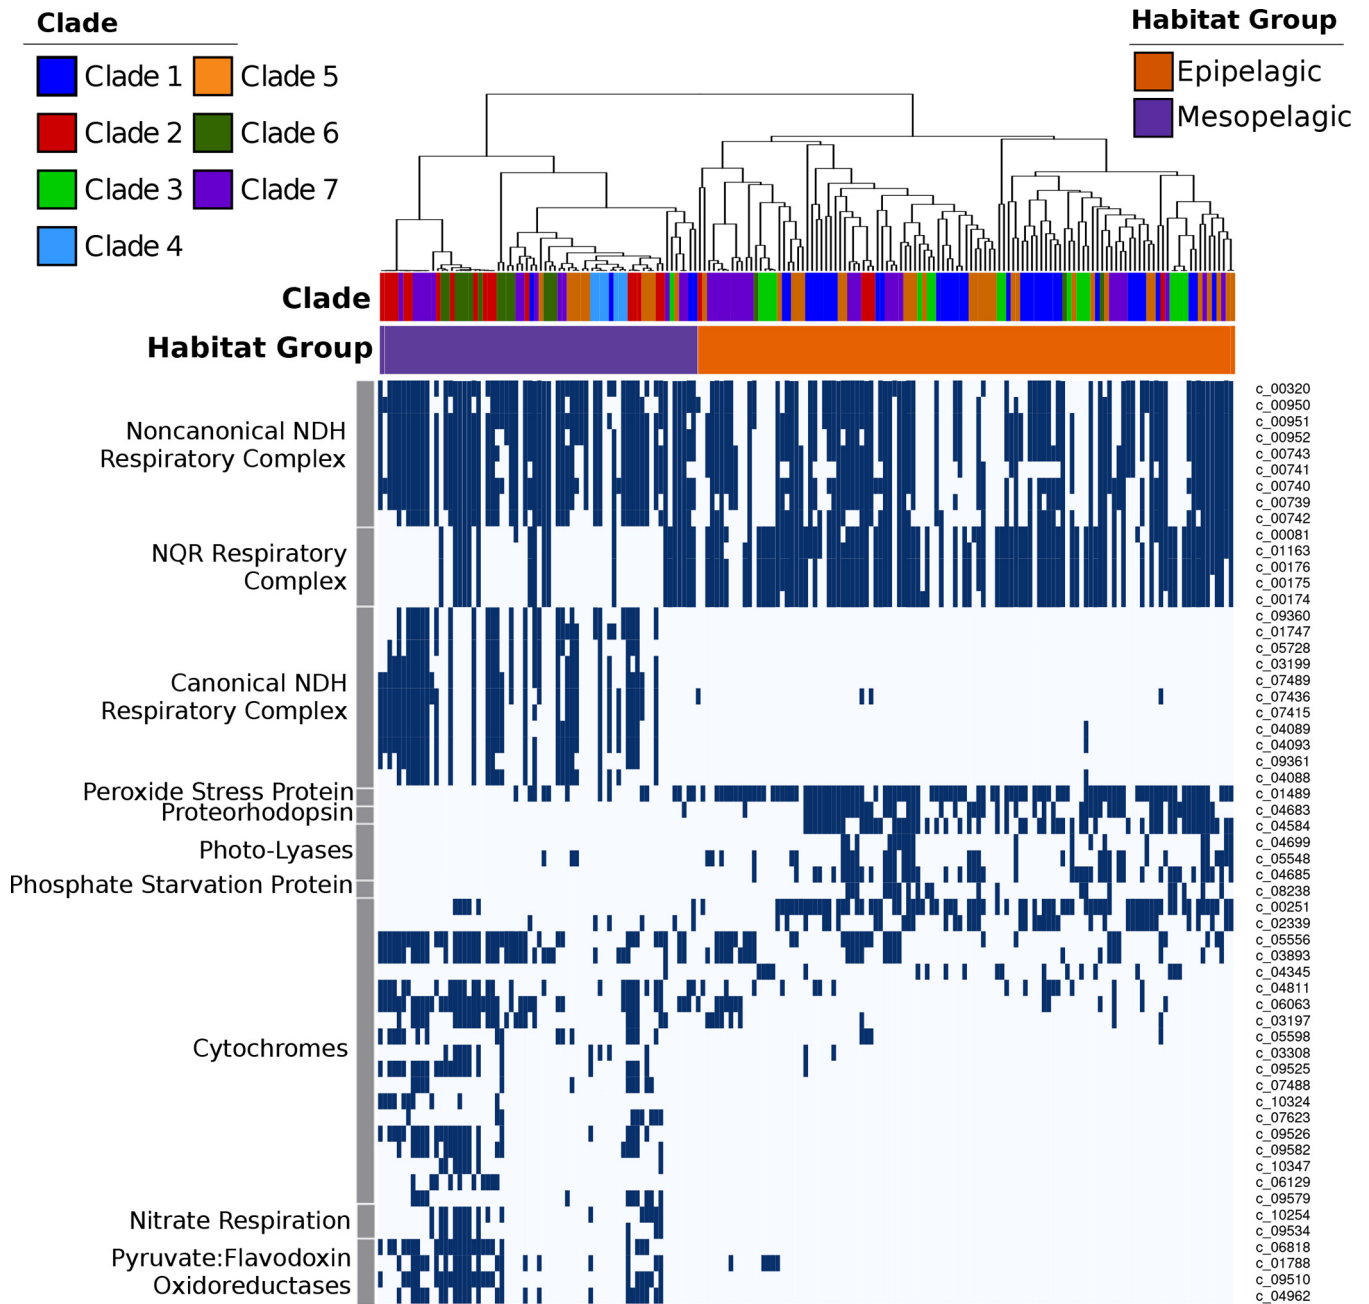 Clade
Clade 1
Clade 5
Clade 2
Clade 6
Clade 3
Clade 7
Clade 4
Habitat Group
Epipelagic
Mesopelagic
Clade
Habitat Group
Noncanonical NDH
Respiratory Complex
NQR Respiratory
Complex
Canonical NDH
Respiratory Complex
Peroxide Stress Protein
Proteorhodopsin
Photo-Lyases
Phosphate Starvation Protein
Cytochromes
Nitrate Respiration
Pyruvate:Flavodoxin
Oxidoreductases
c_00320
c_00950
c_00951
c_00952
c_00743
c_00741
c_00740
c_00739
c_00742
c_00081
c_01163
c_00176
c_00175
c_00174
c_09360
c_01747
c_05728
c_03199
c_07489
c_07436
c_07415
c_04089
c_04093
c_09361
c_04088
c_01489
c_04683
c_04584
c_04699
c_05548
c_04685
c_08238
c_00251
c_02339
c_05556
c_03893
c_04345
c_04811
c_06063
c_03197
c_05598
c_03308
c_09525
c_07488
c_10324
c_07623
c_09526
c_09582
c_10347
c_06129
c_09579
c_10254
c_09534
c_06818
c_01788
c_09510
c_04962